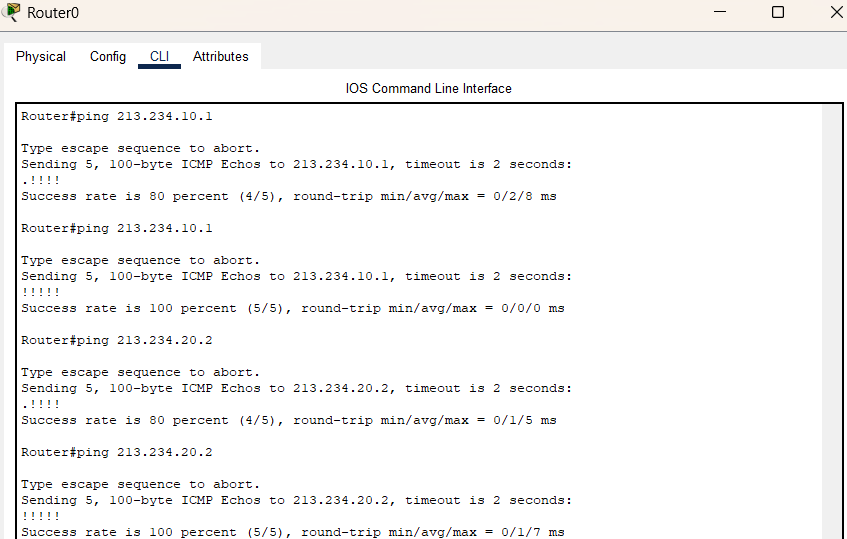 Router0
Physical Config CLI Attributes
IOS Command Line Interface
Router#ping 213.234.10.1
Type escape sequence to abort.
Sending 5, 100-byte ICMP Echos to 213.234.10.1, timeout is 2 seconds:
.!!!!
Success rate is 80 percent (4/5), round-trip min/avg/max = 0/2/8 ms
Router#ping 213.234.10.1
Type escape sequence to abort.
Sending 5, 100-byte ICMP Echos to 213.234.10.1, timeout is 2 seconds:
!!!!!
Success rate is 100 percent (5/5), round-trip min/avg/max = 0/0/0 ms
Router#ping 213.234.20.2
Type escape sequence to abort.
Sending 5, 100-byte ICMP Echos to 213.234.20.2, timeout is 2 seconds:
.!!!!
Success rate is 80 percent (4/5), round-trip min/avg/max = 0/1/5 ms
Router#ping 213.234.20.2
Type escape sequence to abort.
Sending 5, 100-byte ICMP Echos to 213.234.20.2, timeout is 2 seconds:
!!!!!
Success rate is 100 percent (5/5), round-trip min/avg/max = 0/1/7 ms